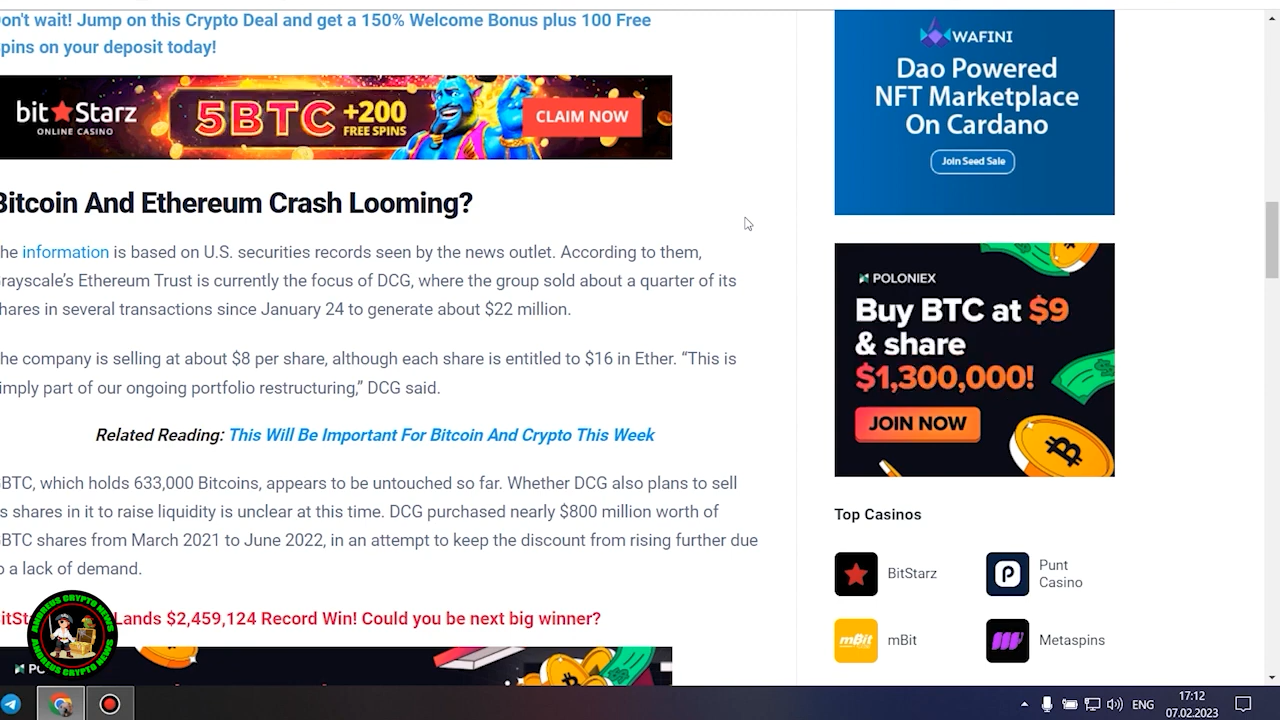 on't wait! Jump on this Crypto Deal and get a 150% Welcome Bonus plus 100 Free
pins on your deposit today!
bit Starz
ONLINE CASINO
5BTC +200
FREE SPINS
CLAIM NOW
Bitcoin And Ethereum Crash Looming?
he information is based on U.S. securities records seen by the news outlet. According to them,
rayscale's Ethereum Trust is currently the focus of DCG, where the group sold about a quarter of its
hares in several transactions since January 24 to generate about $22 million.
he company is selling at about $8 per share, although each share is entitled to $16 in Ether. “This is
imply part of our ongoing portfolio restructuring,” DCG said.
Related Reading: This Will Be Important For Bitcoin And Crypto This Week
BTC, which holds 633,000 Bitcoins, appears to be untouched so far. Whether DCG also plans to sell
s shares in it to raise liquidity is unclear at this time. DCG purchased nearly $800 million worth of
BTC shares from March 2021 to June 2022, in an attempt to keep the discount from rising further due
o a lack of demand.
itSt Lands $2,459,124 Record Win! Could you be next big winner?
PO
ANDREUS CRYPTO NEWS
ANDREUS CRYPTO NEWS
WAFINI
Dao Powered
NFT Marketplace
On Cardano
Join Seed Sale
POLONIEX
Buy BTC at $9
& share
$1,300,000!
JOIN NOW
Top Casinos
BitStarz
Punt
Casino
mBit
mBit
Metaspins
ENG
17:12
07.02.2023